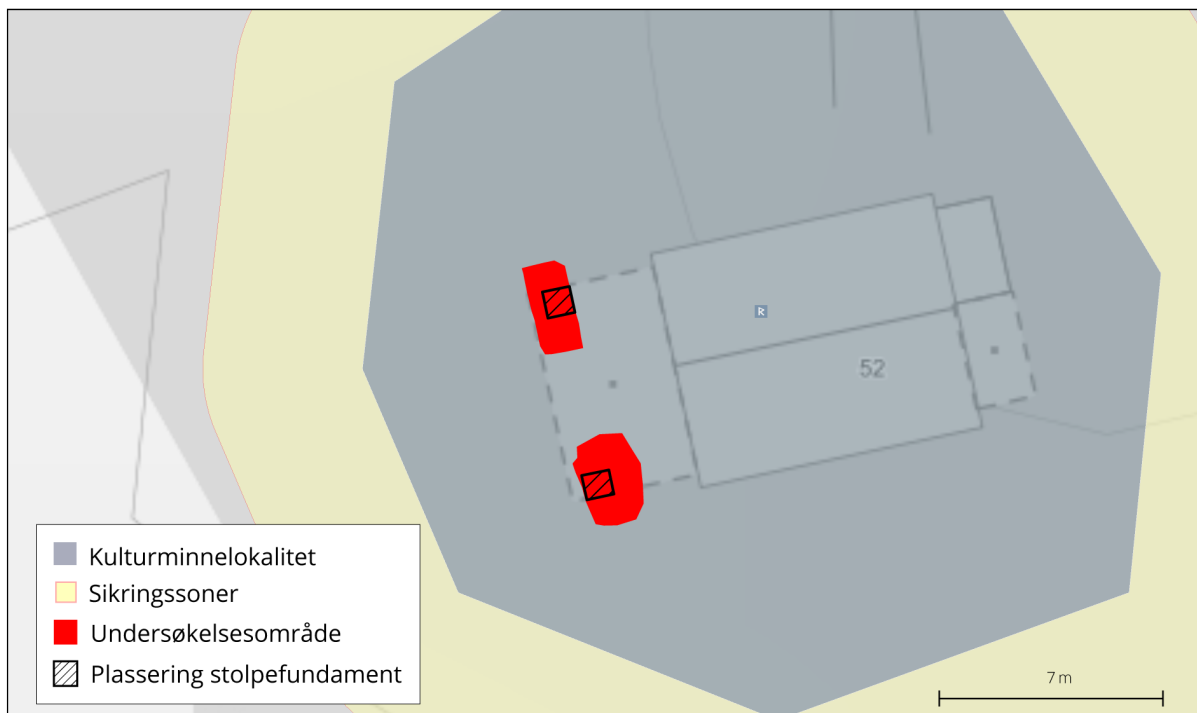 R
52
Kulturminnelokalitet
Sikringssoner
Undersøkelsesområde
Plassering stolpefundament
7 m